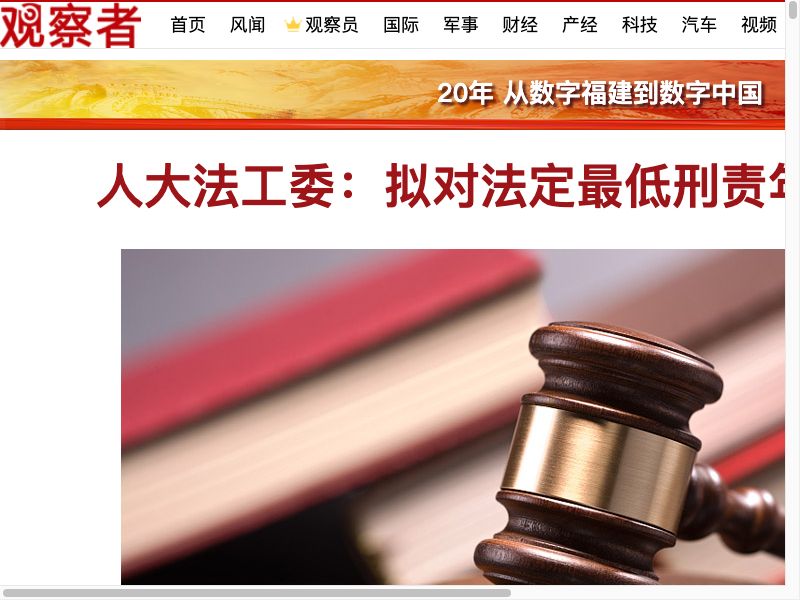 观察者
首页 风闻 观察员 国际 军事 财经 产经 科技 汽车 视频
20年 从数字福建到数字中国
人大法工委：拟对法定最低刑责